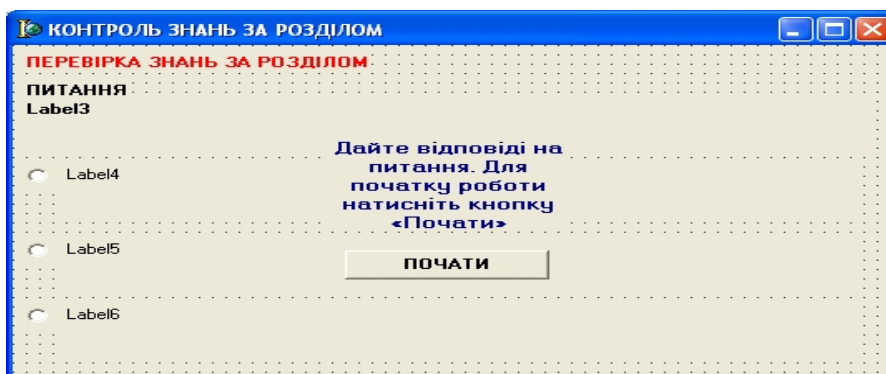 КОНТРОЛЬ ЗНАНЬ ЗА РОЗДІЛОМ
ПЕРЕВІРКА ЗНАНЬ ЗА РОЗДІЛОМ
ПИТАННЯ
Label3
Дайте відповіді на
питання. Для
початку роботи
натисніть кнопку
«Почати»
Label4
Label5
ПОЧАТИ
Label6